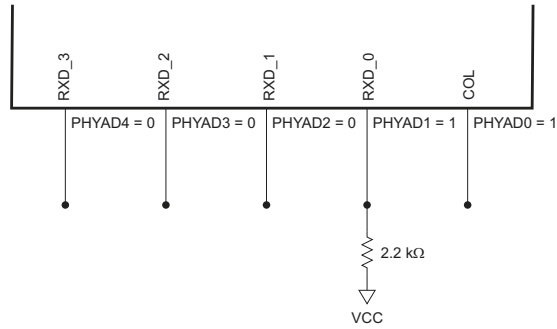 RXD_3
RXD_2
RXD_1
RXD_0
COL
PHYAD4 = 0
PHYAD3 = 0
PHYAD2 = 0
PHYAD1 = 1
PHYAD0 = 1
2.2 kΩ
VCC